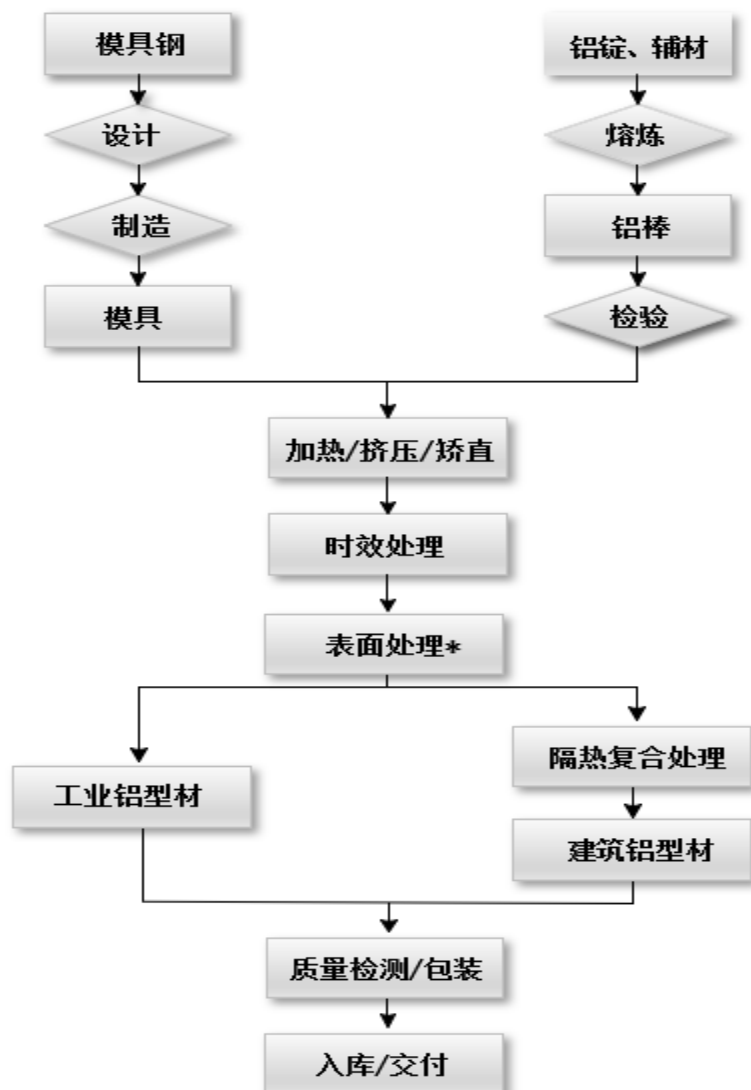 模具钢
铝锭、辅材
设计
熔炼
制造
铝棒
模具
检验
加热/挤压/矫直
时效处理
表面处理*
隔热复合处理
工业铝型材
建筑铝型材
质量检测/包装
入库/交付